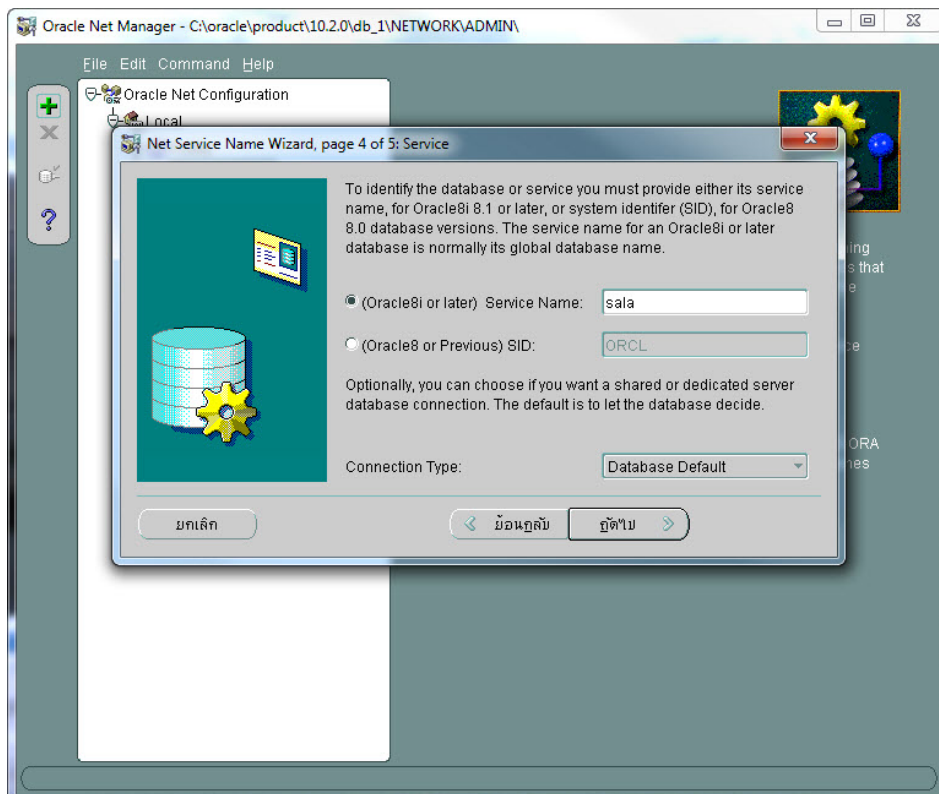 Oracle Net Manager - C:\oracle\product\10.2.0\db_1\NETWORK\ADMIN\
File Edit Command Help
Oracle Net Configuration
Local
Net Service Name Wizard, page 4 of 5: Service
To identify the database or service you must provide either its service
name, for Oracle8i 8.1 or later, or system identifer (SID), for Oracle8
8.0 database versions. The service name for an Oracle8i or later
database is normally its global database name.
(Oracle8i or later) Service Name: sala
(Oracle8 or Previous) SID: ORCL
Optionally, you can choose if you want a shared or dedicated server
database connection. The default is to let the database decide.
Connection Type: Database Default
ยกเลิก ย้อนกลับ ถัดไป
ing
s that
e
ce
ORA
nes